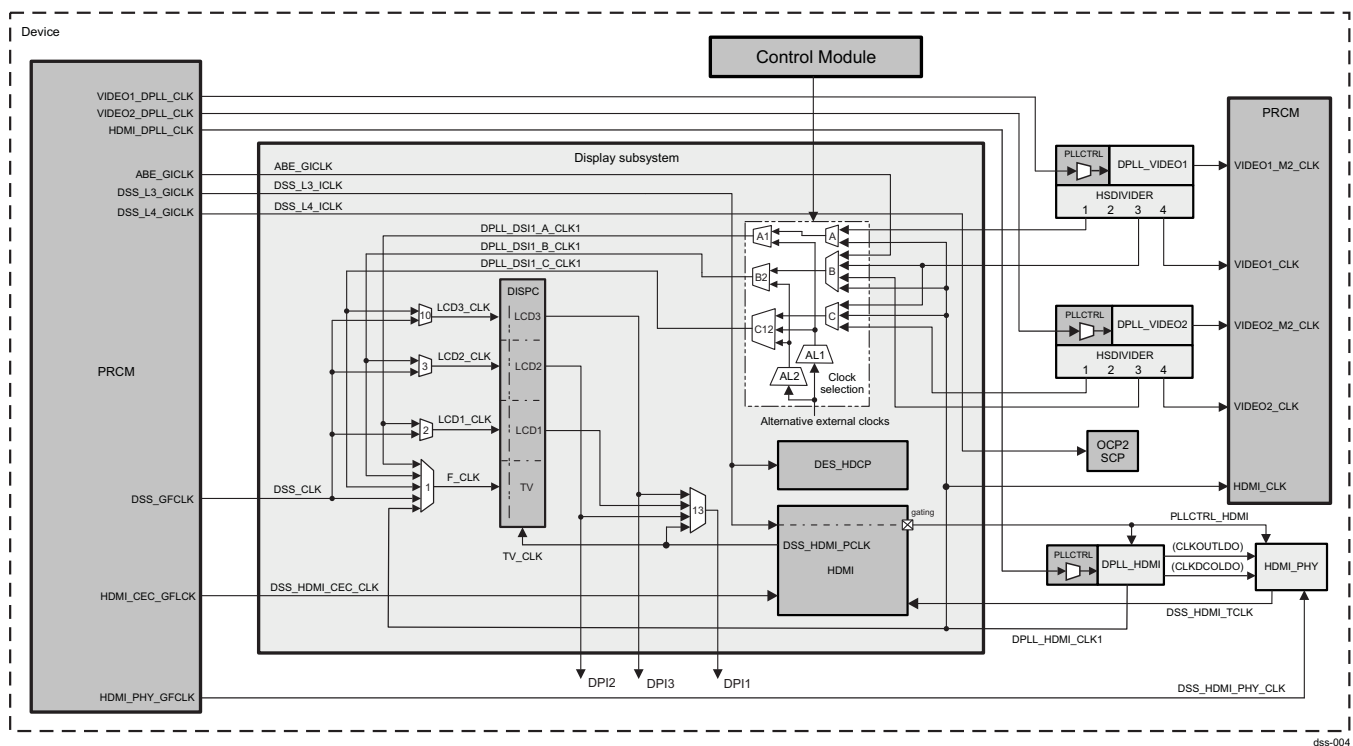 Device
Control Module
PRCM
VIDEO1_DPLL_CLK
VIDEO2_DPLL_CLK
HDMI_DPLL_CLK
ABE_GICLK
DSS_L3_GICLK
DSS_L4_GICLK
DSS_GFCLK
HDMI_CEC_GFLCK
HDMI_PHY_GFCLK
Display subsystem
ABE_GICLK
DSS_L3_ICLK
DSS_L4_ICLK
DPLL_DSI1_A_CLK1
DPLL_DSI1_B_CLK1
DPLL_DSI1_C_CLK1
DISPC
10
LCD3_CLK
LCD3
3
LCD2_CLK
LCD2
2
LCD1_CLK
LCD1
DSS_CLK
1
F_CLK
TV
TV_CLK
A1
A
B2
B
C12
C
AL1
AL2
Clock
selection
Alternative external clocks
DES_HDCP
13
gating
DSS_HDMI_PCLK
HDMI
DSS_HDMI_CEC_CLK
DPI2
DPI3
DPI1
PLLCTRL
DPLL_VIDEO1
HSDIVIDER
1 2 3 4
PLLCTRL
DPLL_VIDEO2
HSDIVIDER
1 2 3 4
OCP2
SCP
PRCM
VIDEO1_M2_CLK
VIDEO1_CLK
VIDEO2_M2_CLK
VIDEO2_CLK
HDMI_CLK
PLLCTRL_HDMI
PLLCTRL
DPLL_HDMI
(CLKOUTLDO)
(CLKDCOLDO)
HDMI_PHY
DSS_HDMI_TCLK
DPLL_HDMI_CLK1
DSS_HDMI_PHY_CLK
dss-004